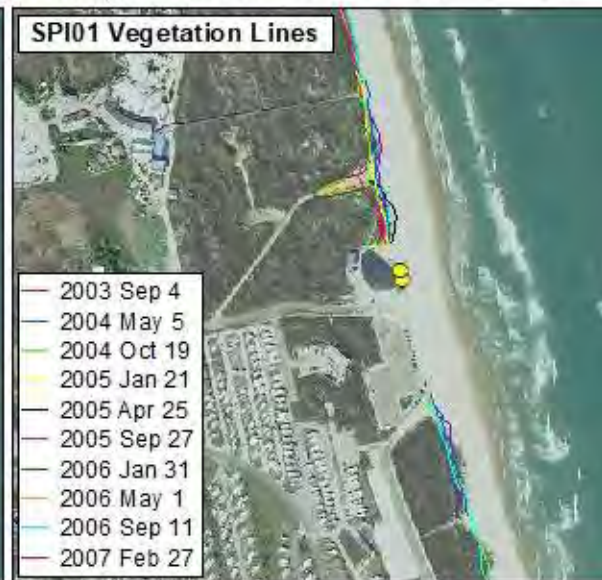 SPI01 Vegetation Lines
2003 Sep 4
2004 May 5
2004 Oct 19
2005 Jan 21
2005 Apr 25
2005 Sep 27
2006 Jan 31
2006 May 1
2006 Sep 11
2007 Feb 27